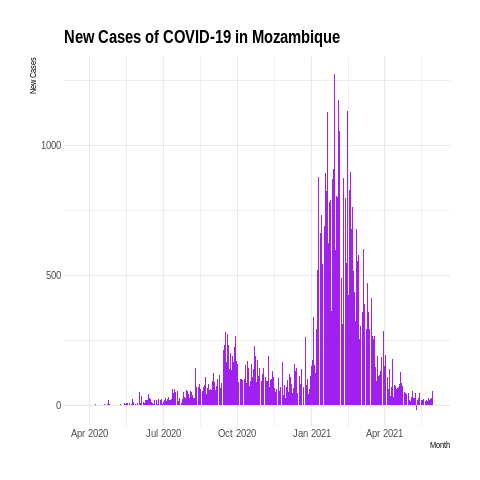 New Cases of COVID-19 in Mozambique
New Cases
1000
500
0
Apr 2020 Jul 2020 Oct 2020 Jan 2021 Apr 2021
Month